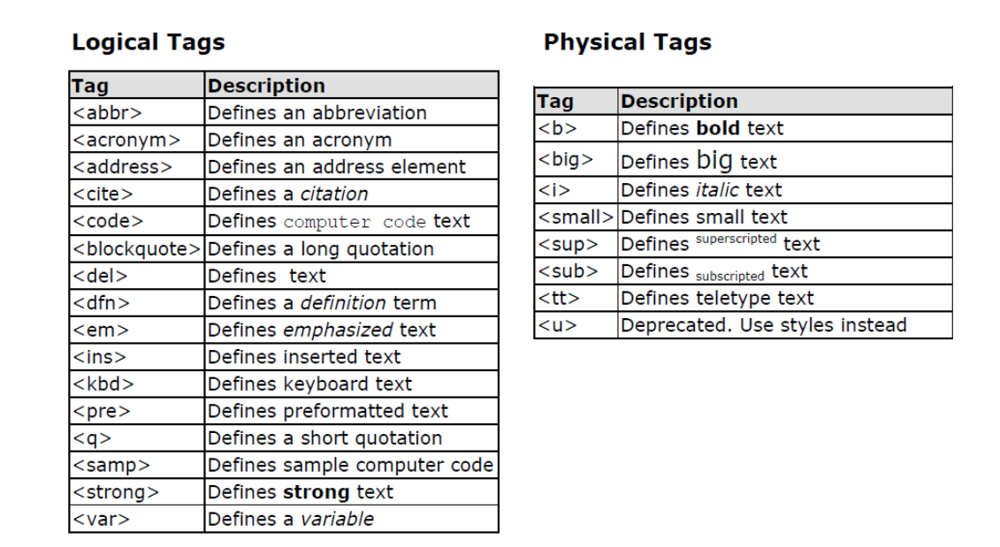 Logical Tags
Tag Description
<abbr> Defines an abbreviation
<acronym> Defines an acronym
<address> Defines an address element
<cite> Defines a citation
<code> Defines computer code text
<blockquote> Defines a long quotation
<del> Defines  text
<dfn> Defines a definition term
<em> Defines emphasized text
<ins> Defines inserted text
<kbd> Defines keyboard text
<pre> Defines preformatted text
<q> Defines a short quotation
<samp> Defines sample computer code
<strong> Defines strong text
<var> Defines a variable
Physical Tags
Tag Description
<b> Defines bold text
<big> Defines big text
<i> Defines italic text
<small> Defines small text
<sup> Defines superscripted text
<sub> Defines subscripted text
<tt> Defines teletype text
<u> Deprecated. Use styles instead